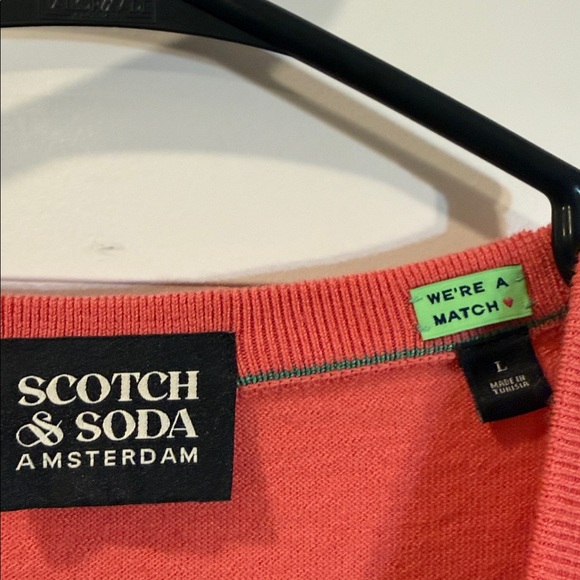 WE'RE A
MATCH
SCOTCH
& SODA
AMSTERDAM
L
MADE IN
TUNISIA